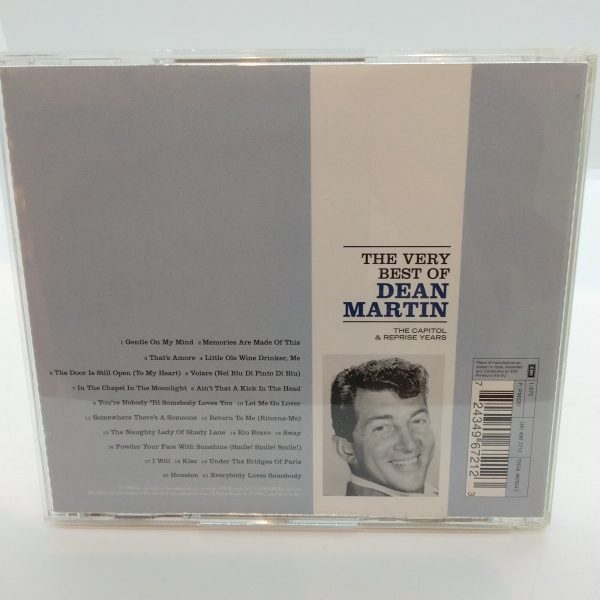 THE VERY
BEST OF
DEAN
MARTIN
THE CAPITOL
& REPRISE YEARS
1 Gentle On My Mind 2 Memories Are Made Of This
3 That's Amore 4 Little Ole Wine Drinker, Me
5 The Door Is Still Open (To My Heart) 6 Volare (Nel Blu Di Pinto Di Blu)
7 In The Chapel In The Moonlight 8 Ain't That A Kick In The Head
9 You're Nobody 'Til Somebody Loves You 10 Let Me Go Lover
11 Somewhere There's A Someone 12 Return To Me (Ritorna-Me)
13 The Naughty Lady Of Shady Lane 14 Rio Bravo 15 Sway
16 Powder Your Face With Sunshine (Smile! Smile! Smile!)
17 I Will 18 Kiss 19 Under The Bridges Of Paris
20 Houston 21 Everybody Loves Somebody
EMI
7 24349 67212 3